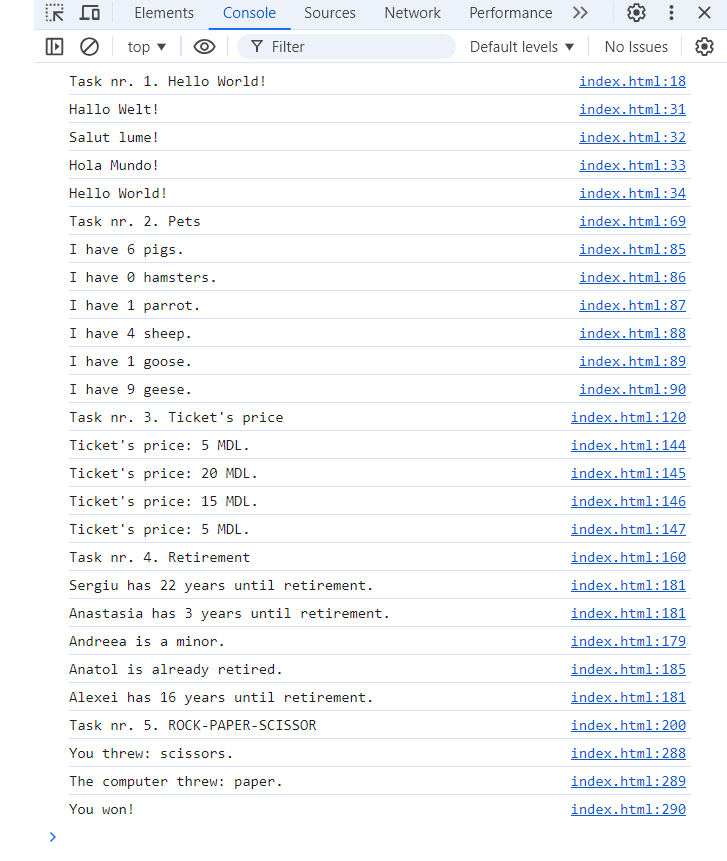 Elements Console Sources Network Performance
top Filter Default levels No Issues
Task nr. 1. Hello World! index.html:18
Hallo Welt! index.html:31
Salut lume! index.html:32
Hola Mundo! index.html:33
Hello World! index.html:34
Task nr. 2. Pets index.html:69
I have 6 pigs. index.html:85
I have 0 hamsters. index.html:86
I have 1 parrot. index.html:87
I have 4 sheep. index.html:88
I have 1 goose. index.html:89
I have 9 geese. index.html:90
Task nr. 3. Ticket's price index.html:120
Ticket's price: 5 MDL. index.html:144
Ticket's price: 20 MDL. index.html:145
Ticket's price: 15 MDL. index.html:146
Ticket's price: 5 MDL. index.html:147
Task nr. 4. Retirement index.html:160
Sergiu has 22 years until retirement. index.html:181
Anastasia has 3 years until retirement. index.html:181
Andreea is a minor. index.html:179
Anatol is already retired. index.html:185
Alexei has 16 years until retirement. index.html:181
Task nr. 5. ROCK-PAPER-SCISSOR index.html:200
You threw: scissors. index.html:288
The computer threw: paper. index.html:289
You won! index.html:290